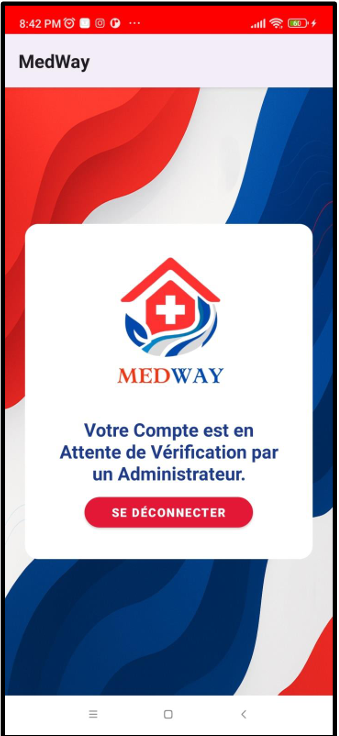 8:42 PM
60
MedWay
MEDWAY
Votre Compte est en
Attente de Vérification par
un Administrateur.
SE DÉCONNECTER